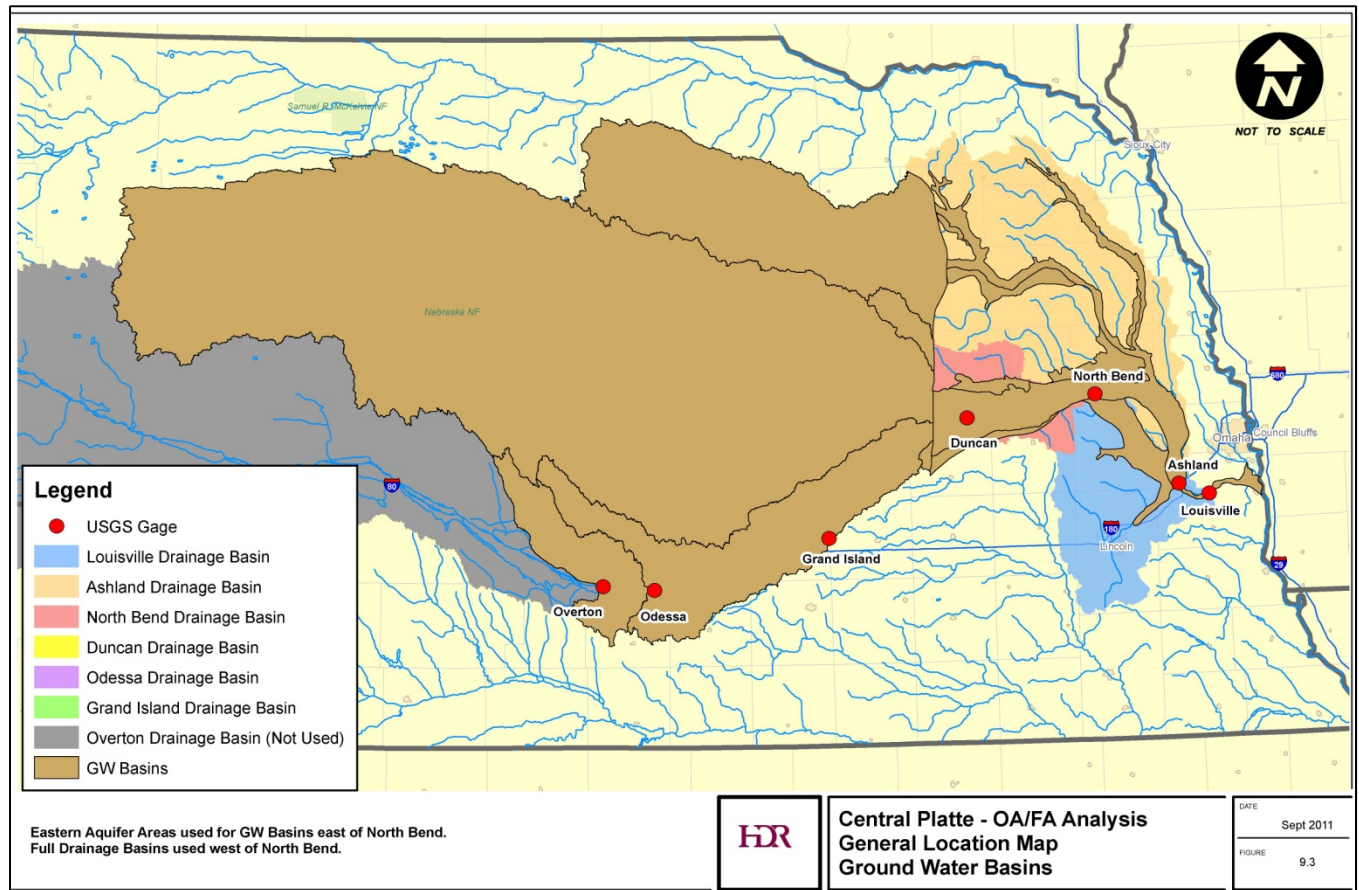 Samuel R McKelvie NF
N
NOT TO SCALE
Sioux City
Nebraska NF
North Bend
680
Duncan
Omaha
Council Bluffs
Ashland
Louisville
80
180
Lincoln
Grand Island
29
Overton
Odessa
Legend
USGS Gage
Louisville Drainage Basin
Ashland Drainage Basin
North Bend Drainage Basin
Duncan Drainage Basin
Odessa Drainage Basin
Grand Island Drainage Basin
Overton Drainage Basin (Not Used)
GW Basins
Eastern Aquifer Areas used for GW Basins east of North Bend.
Full Drainage Basins used west of North Bend.
HDR
Central Platte - OA/FA Analysis
General Location Map
Ground Water Basins
DATE
Sept 2011
FIGURE
9.3